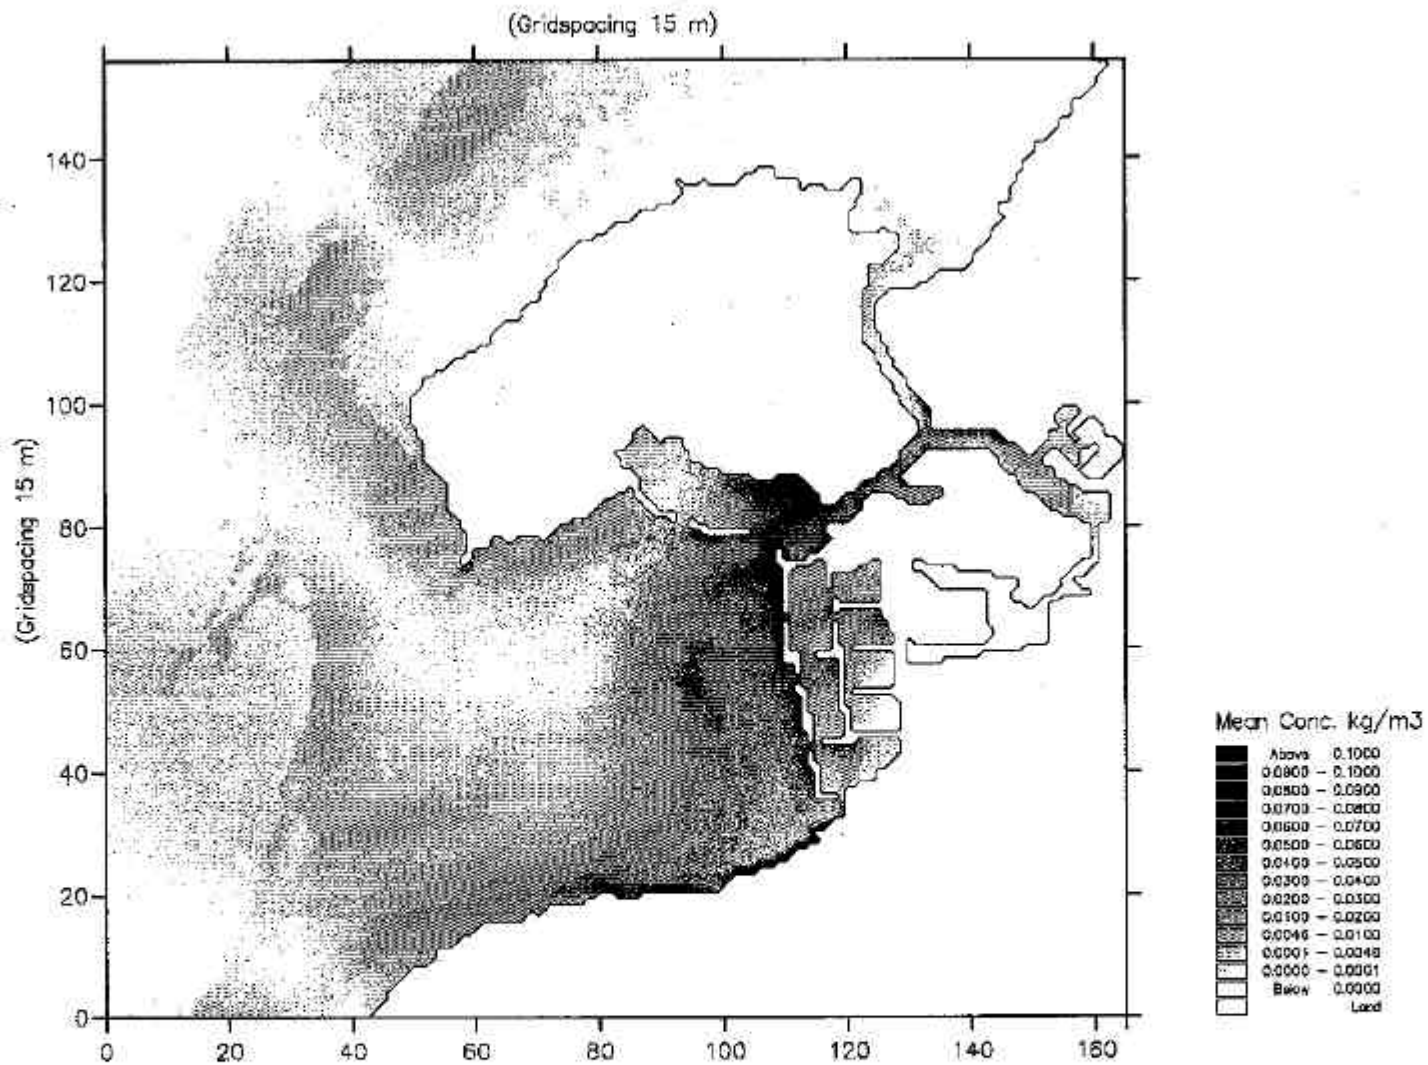 (Gridspacing 15 m)
140
120
100
80
60
40
20
0
(Gridspacing 15 m)
0 20 40 60 80 100 120 140 160
Mean Conc. kg/m3
Above 0.1000
0.0900 - 0.1000
0.0800 - 0.0900
0.0700 - 0.0800
0.0600 - 0.0700
0.0500 - 0.0600
0.0400 - 0.0500
0.0300 - 0.0400
0.0200 - 0.0300
0.0100 - 0.0200
0.0046 - 0.0100
0.0001 - 0.0046
0.0000 - 0.0001
Below 0.0000
Land